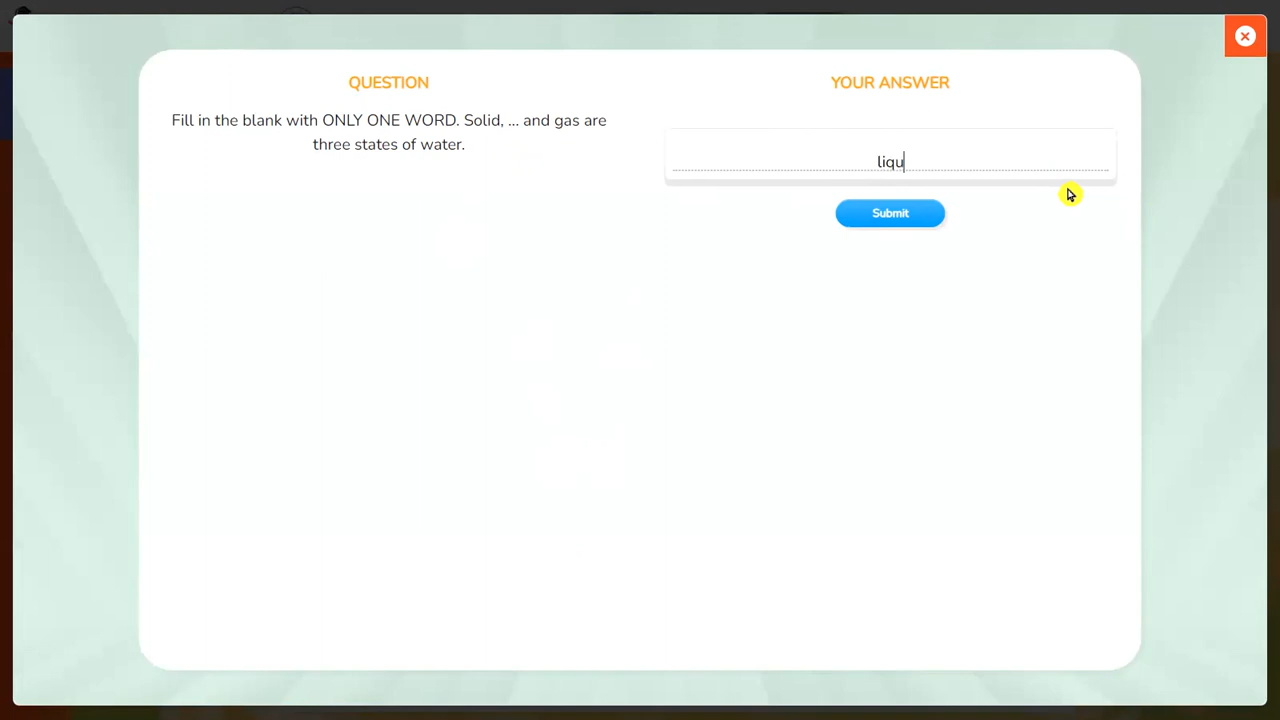 QUESTION
Fill in the blank with ONLY ONE WORD. Solid, ... and gas are
three states of water.
YOUR ANSWER
liqu
Submit